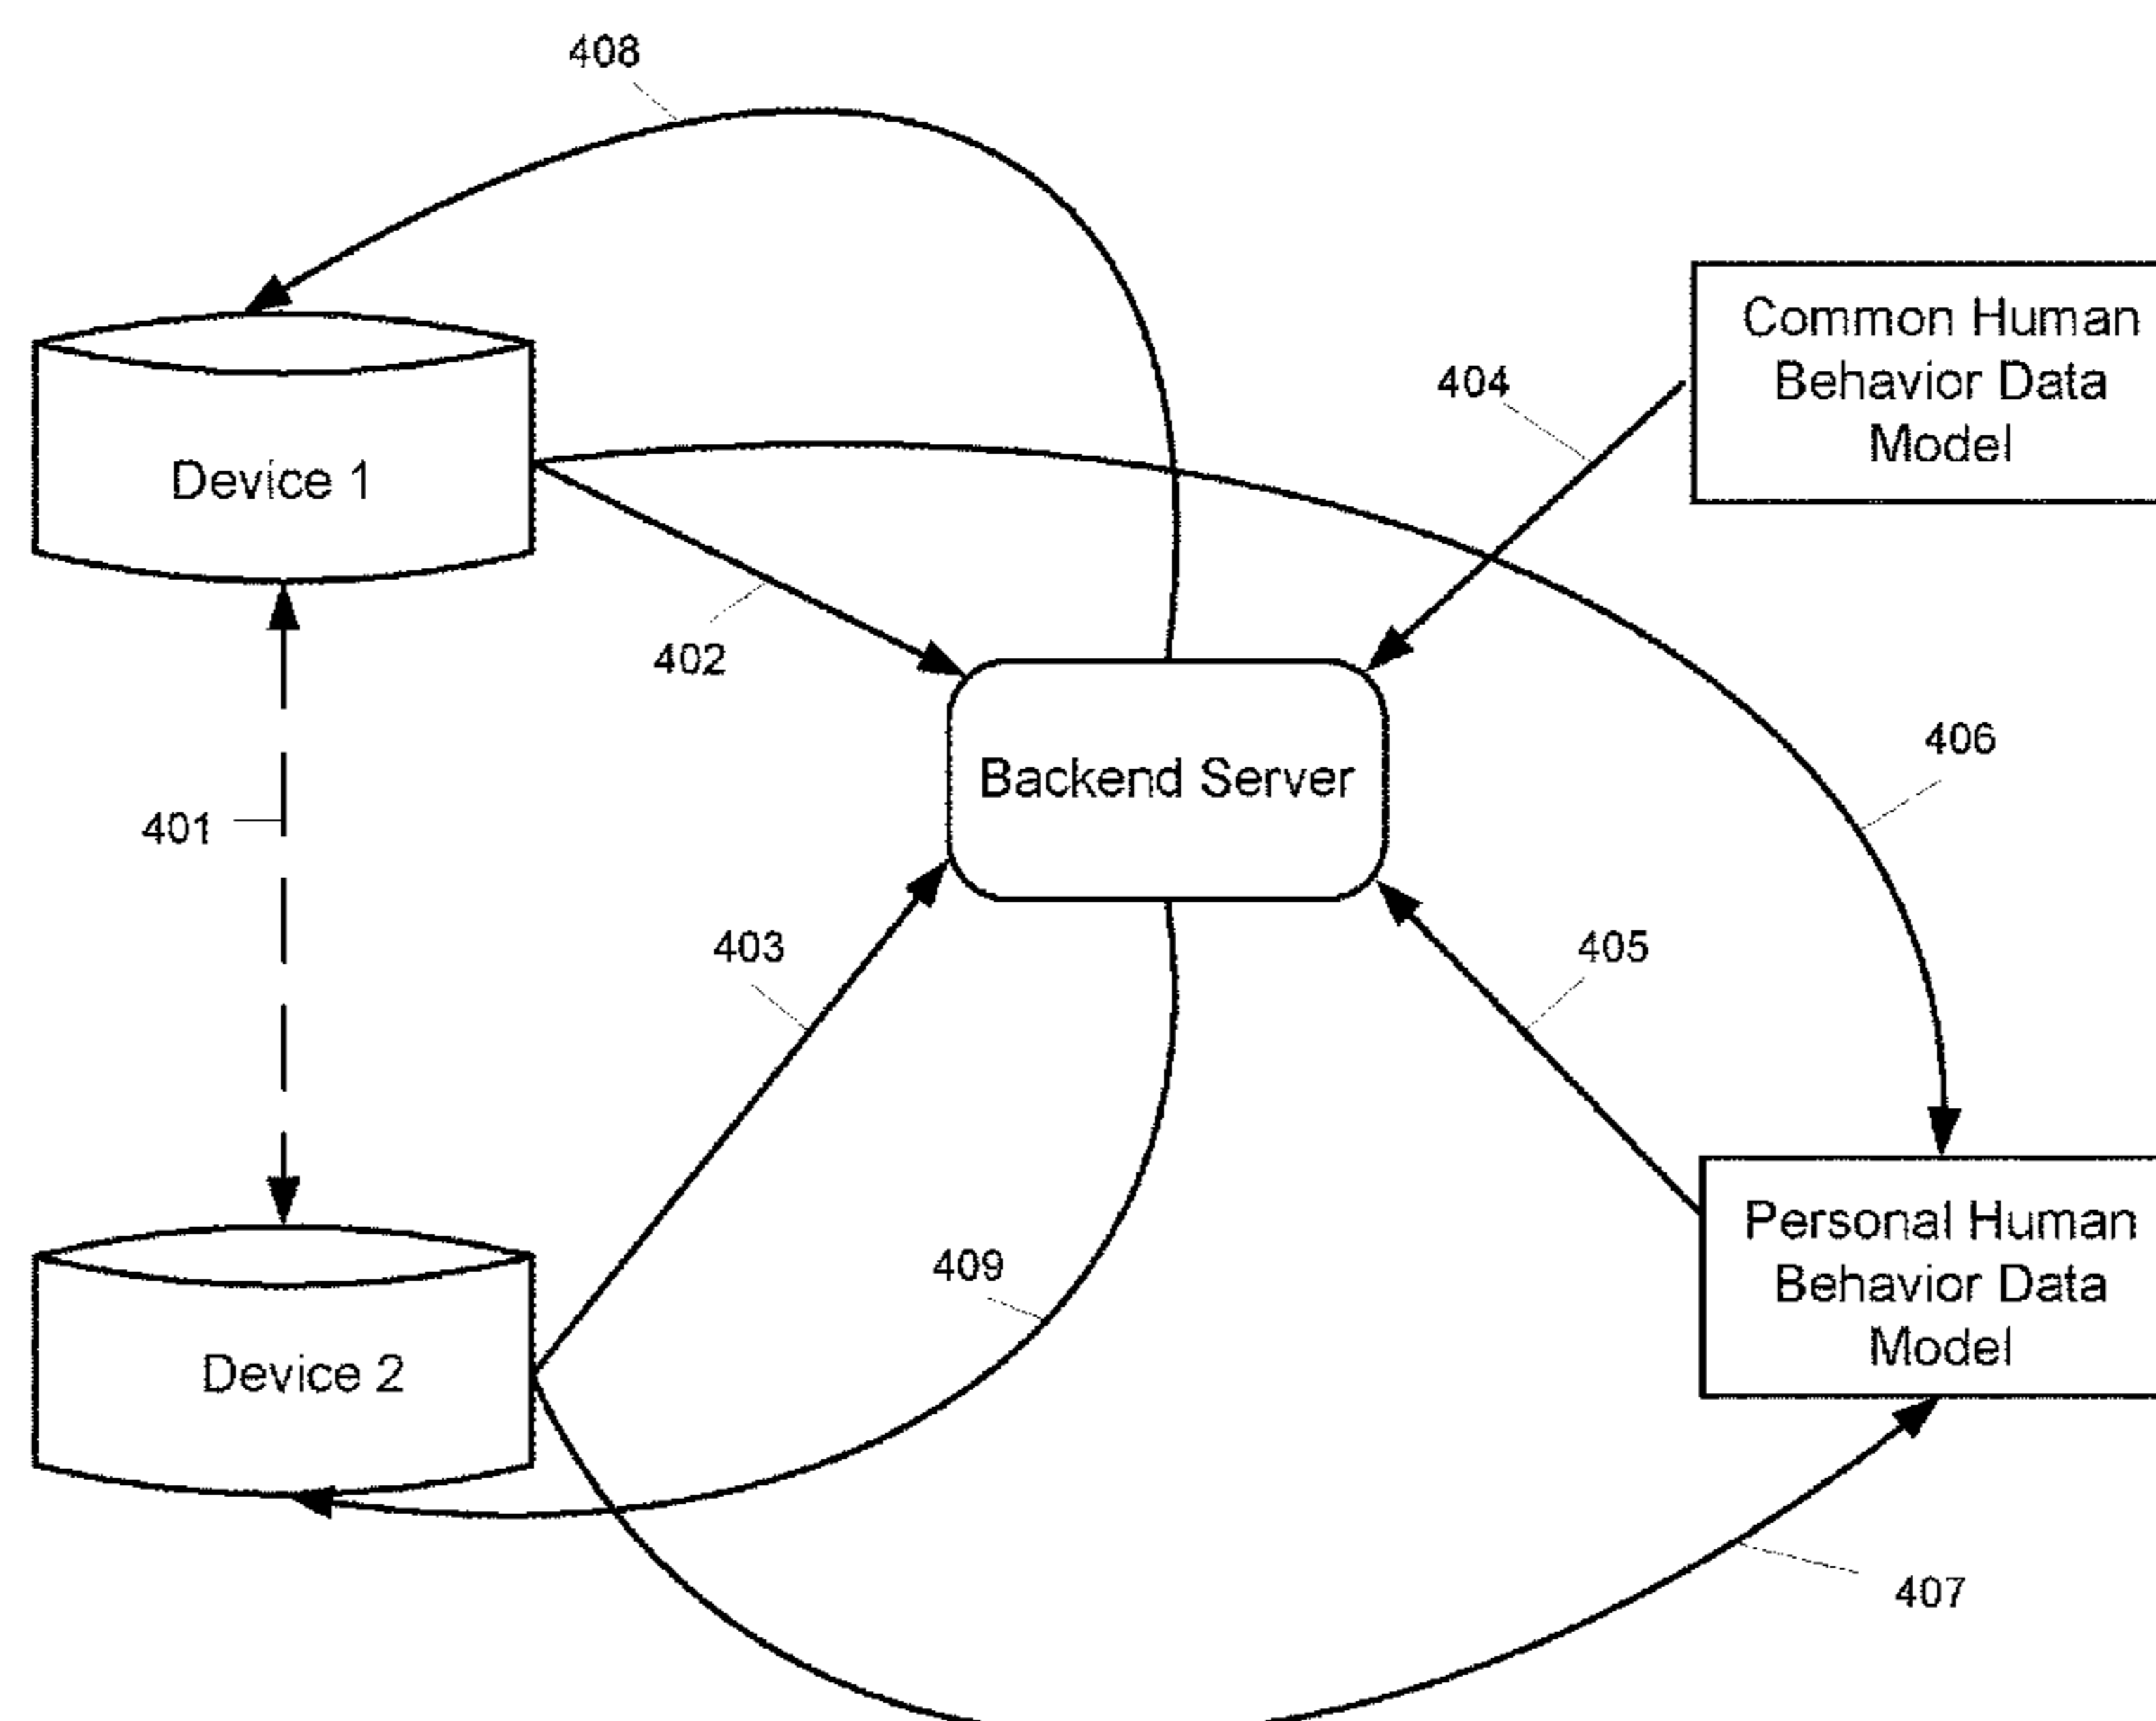 408
Common Human
Behavior Data
Model
404
Device 1
402
406
Backend Server
401
403
405
Personal Human
Behavior Data
Model
409
Device 2
407